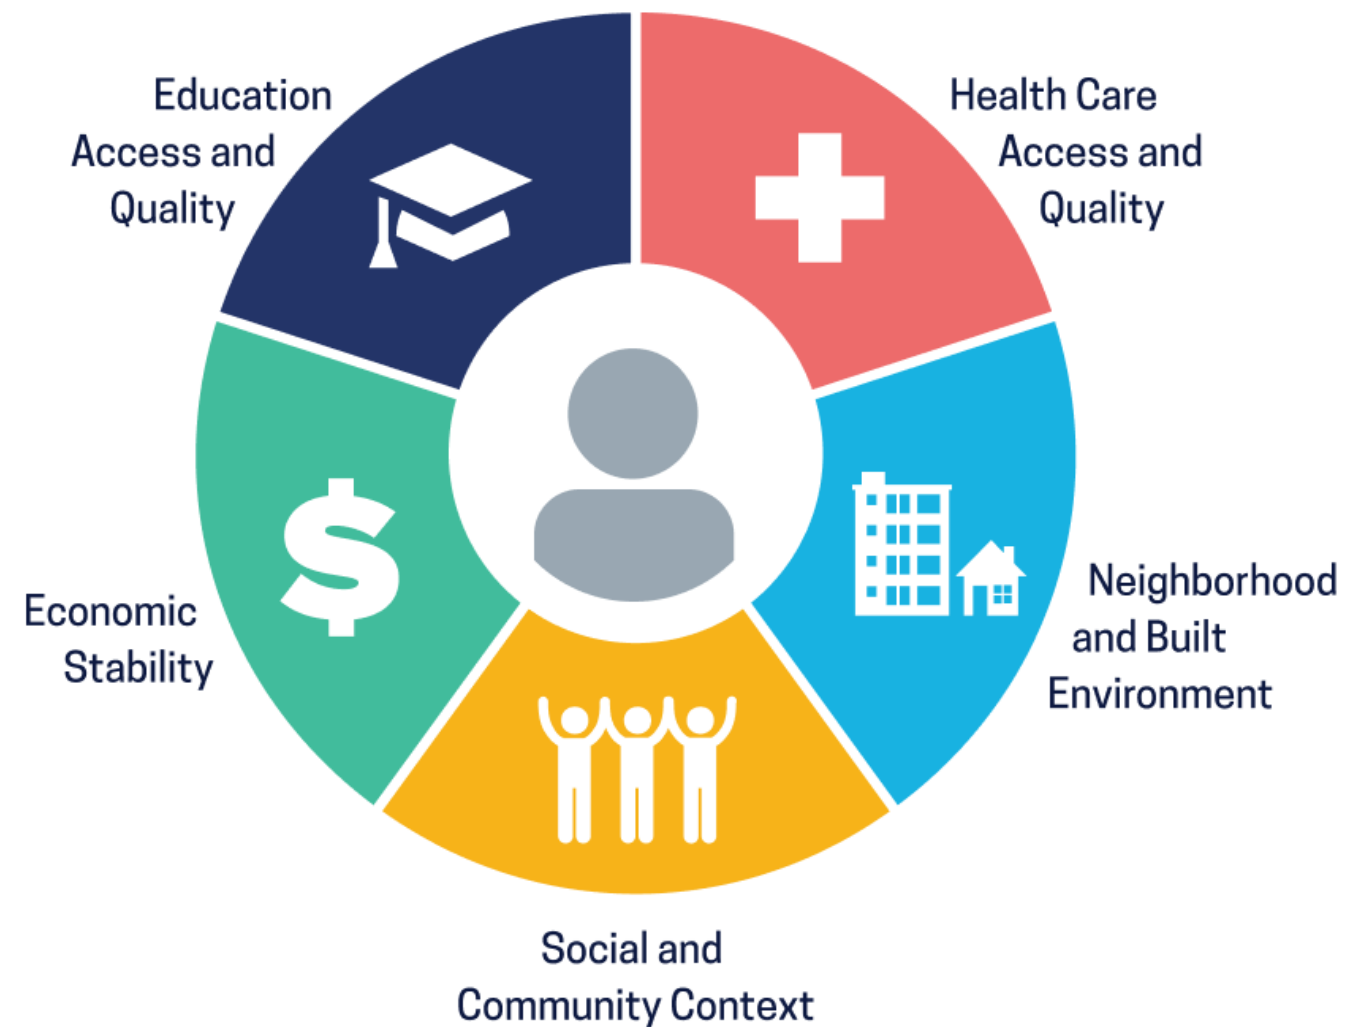 Education
Access and
Quality
Health Care
Access and
Quality
Economic
Stability
Neighborhood
and Built
Environment
Social and
Community Context